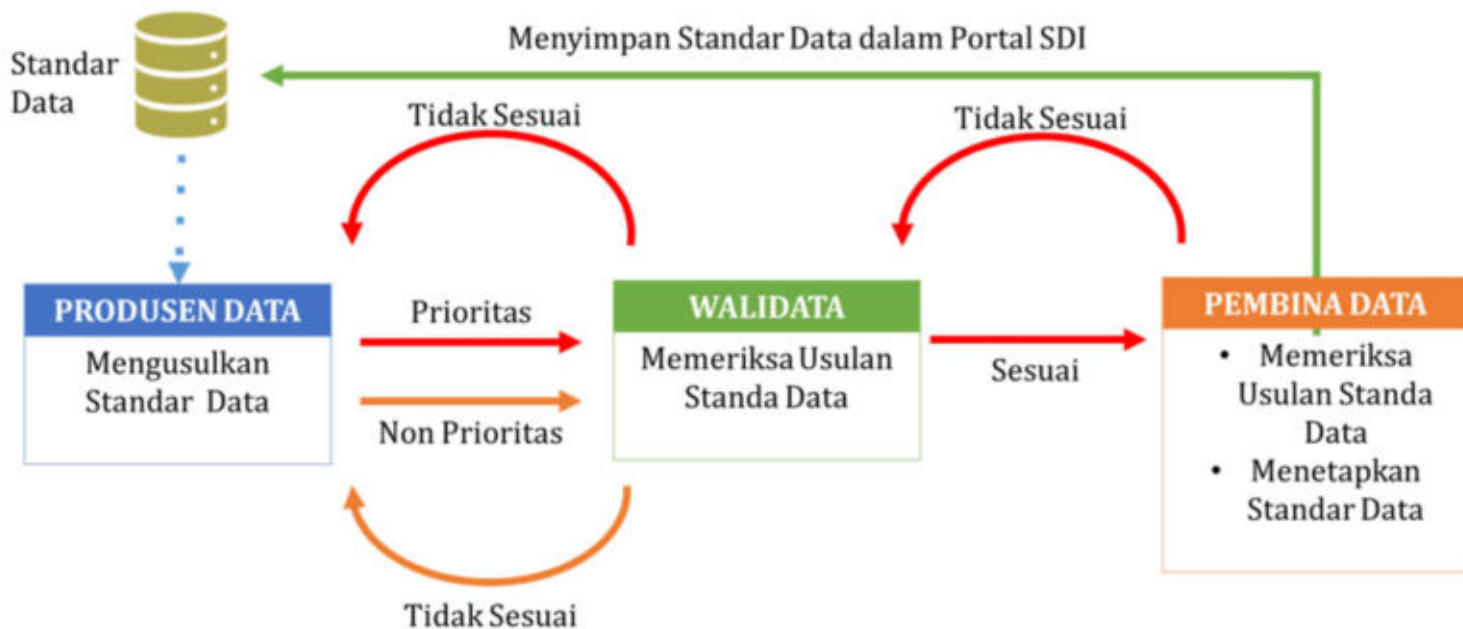 Menyimpan Standar Data dalam Portal SDI
Standar
Data
Tidak Sesuai
Tidak Sesuai
PRODUSEN DATA
Mengusulkan
Standar Data
Prioritas
Non Prioritas
WALIDATA
Memeriksa Usulan
Standa Data
Sesuai
PEMBINA DATA
• Memeriksa
Usulan Standa
Data
• Menetapkan
Standar Data
Tidak Sesuai